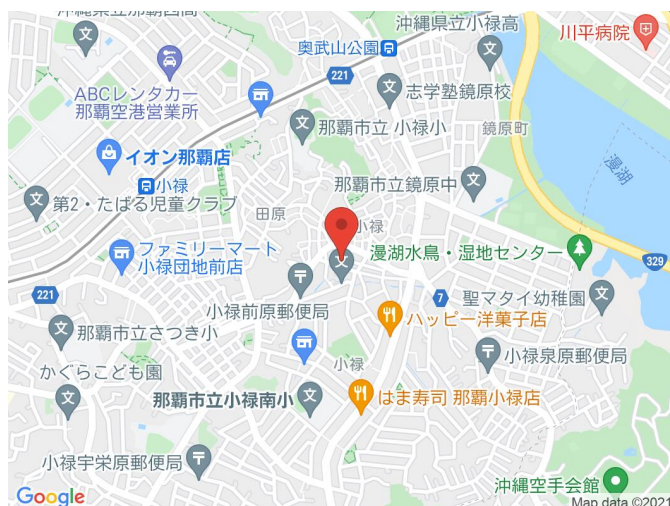 沖縄県立小禄高
川平病院
奥武山公園
221
ABCレンタカー
那覇空港営業所
志学塾鏡原校
鏡原町
那覇市立 小禄小
イオン那覇店
漫湖
小禄
那覇市立鏡原中
第2・たばる児童クラブ
田原
小禄
ファミリーマート
小禄団地前店
漫湖水鳥・湿地センター
329
221
7
聖マタイ幼稚園
小禄前原郵便局
ハッピー洋菓子店
那覇市立さつき小
小禄
小禄泉原郵便局
かぐらこども園
那覇市立小禄南小
はま寿司 那覇小禄店
小禄宇栄原郵便局
沖縄空手会館
Google
Map data ©2021